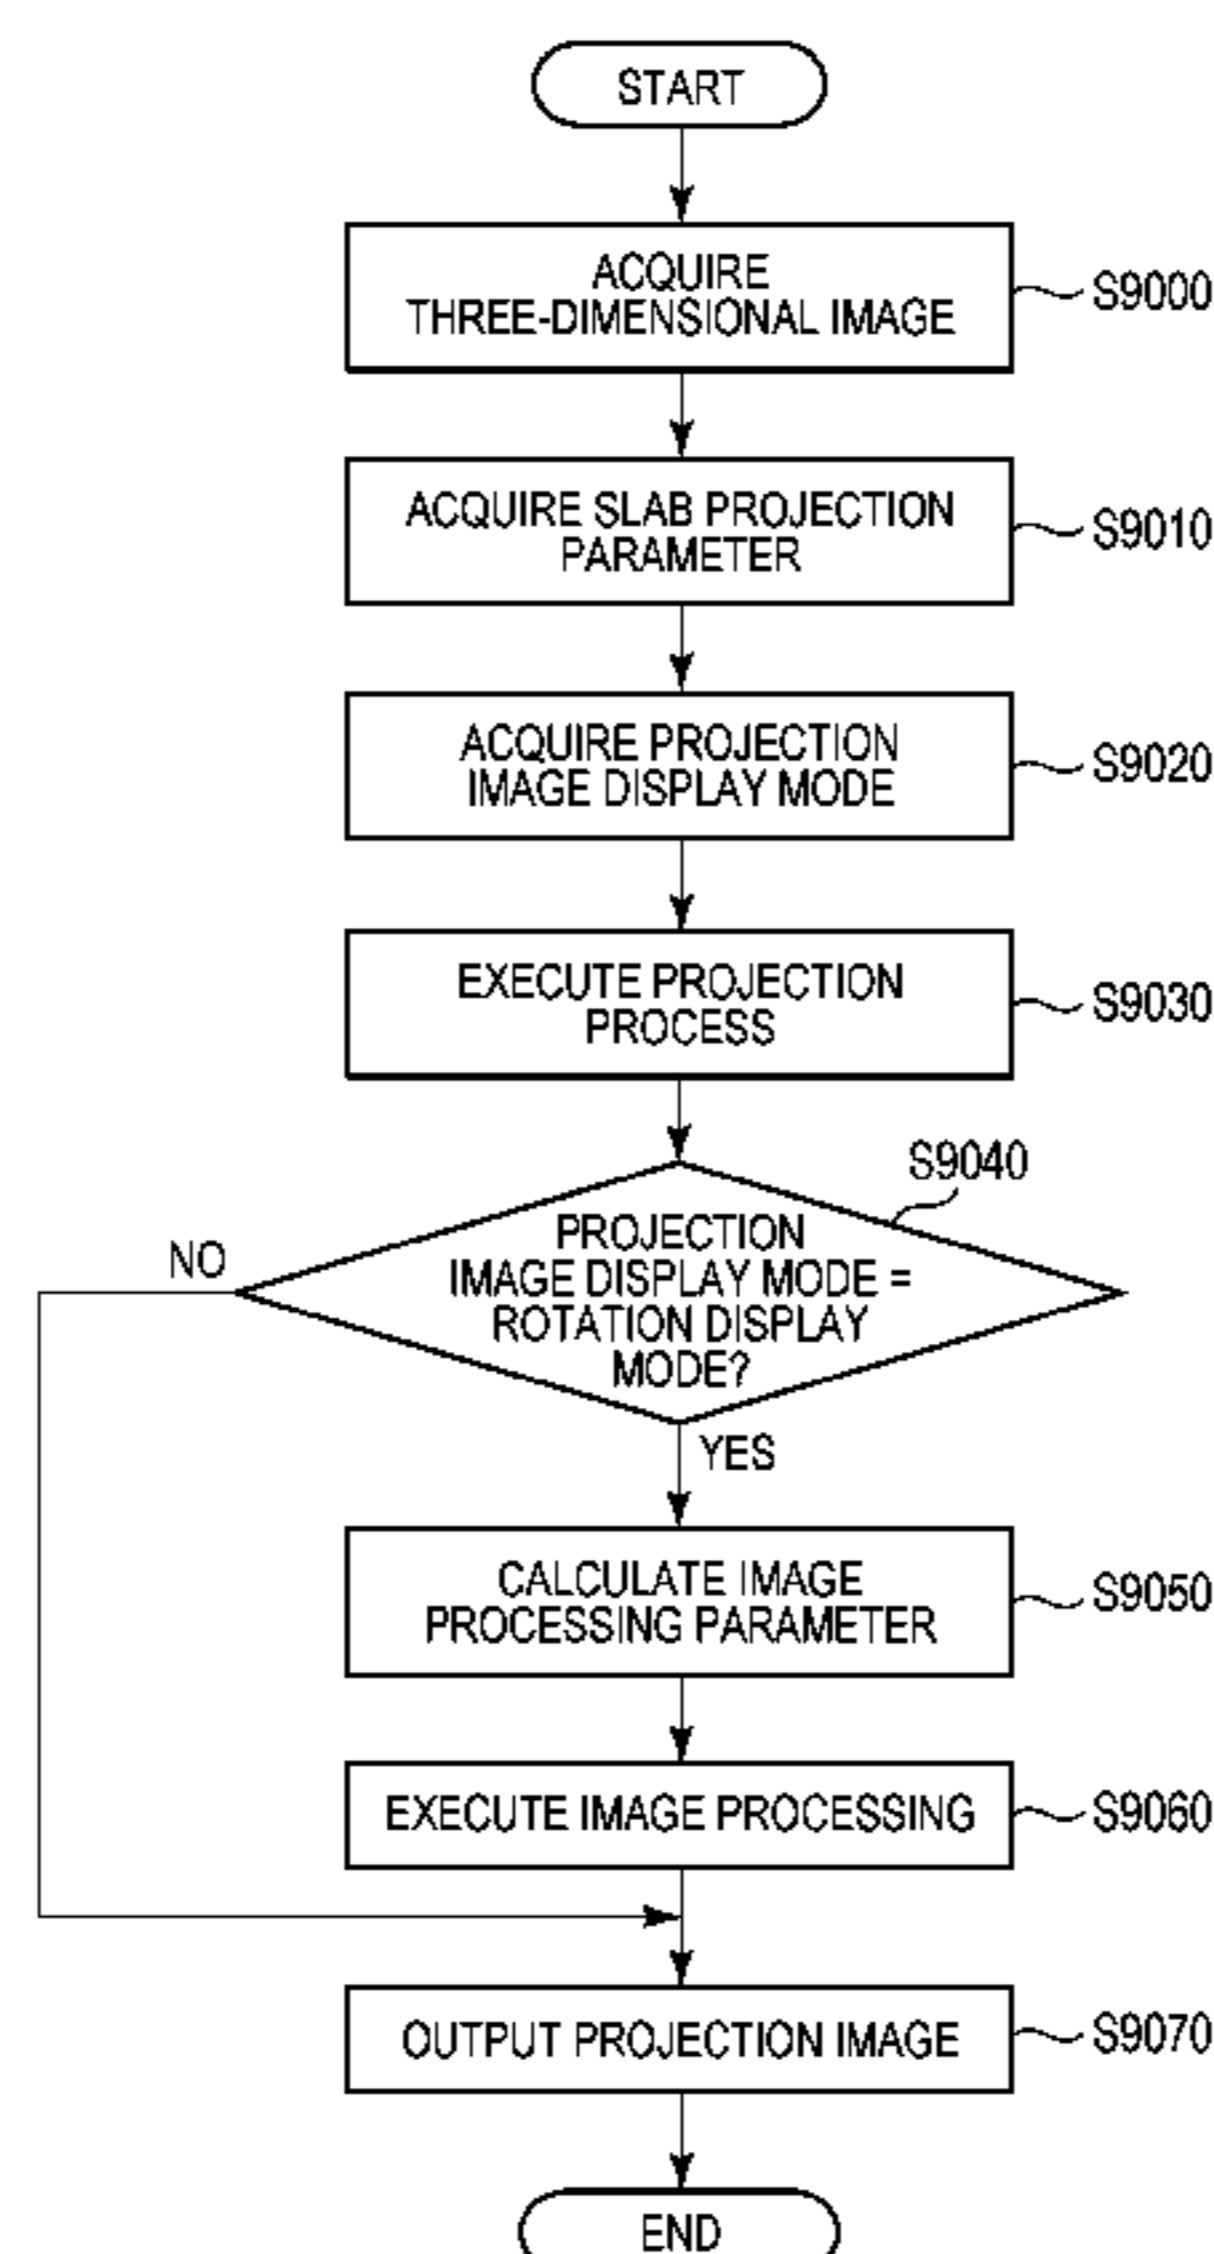 START
ACQUIRE
THREE-DIMENSIONAL IMAGE
S9000
ACQUIRE SLAB PROJECTION
PARAMETER
S9010
ACQUIRE PROJECTION
IMAGE DISPLAY MODE
S9020
EXECUTE PROJECTION
PROCESS
S9030
S9040
PROJECTION
IMAGE DISPLAY MODE =
ROTATION DISPLAY
MODE?
NO
YES
CALCULATE IMAGE
PROCESSING PARAMETER
S9050
EXECUTE IMAGE PROCESSING
S9060
OUTPUT PROJECTION IMAGE
S9070
END